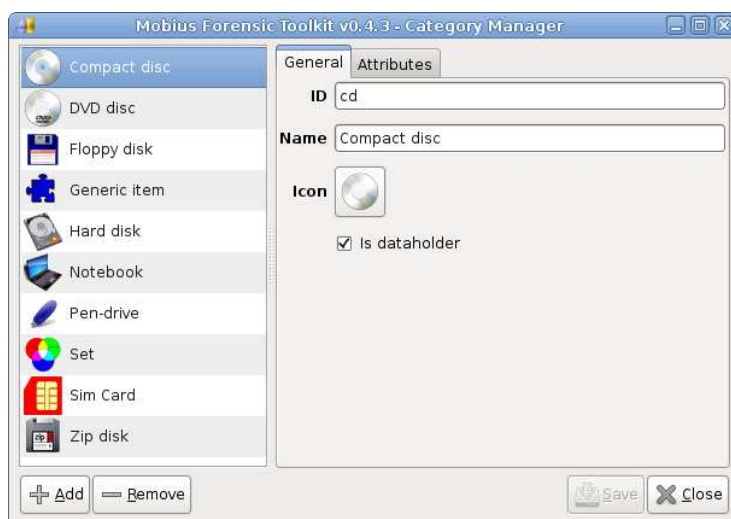 Mobius Forensic Toolkit v0.4.3 - Category Manager
Compact disc
DVD disc
Floppy disk
Generic item
Hard disk
Notebook
Pen-drive
Set
Sim Card
Zip disk
General
Attributes
ID cd
Name Compact disc
Icon
Is dataholder
Add
Remove
Save
Close